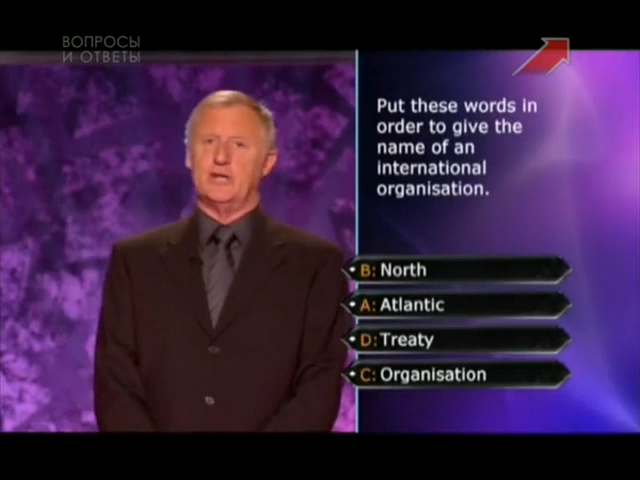 ВОПРОСЫ
И ОТВЕТЫ
Put these words in
order to give the
name of an
international
organisation.
B: North
A: Atlantic
D: Treaty
C: Organisation